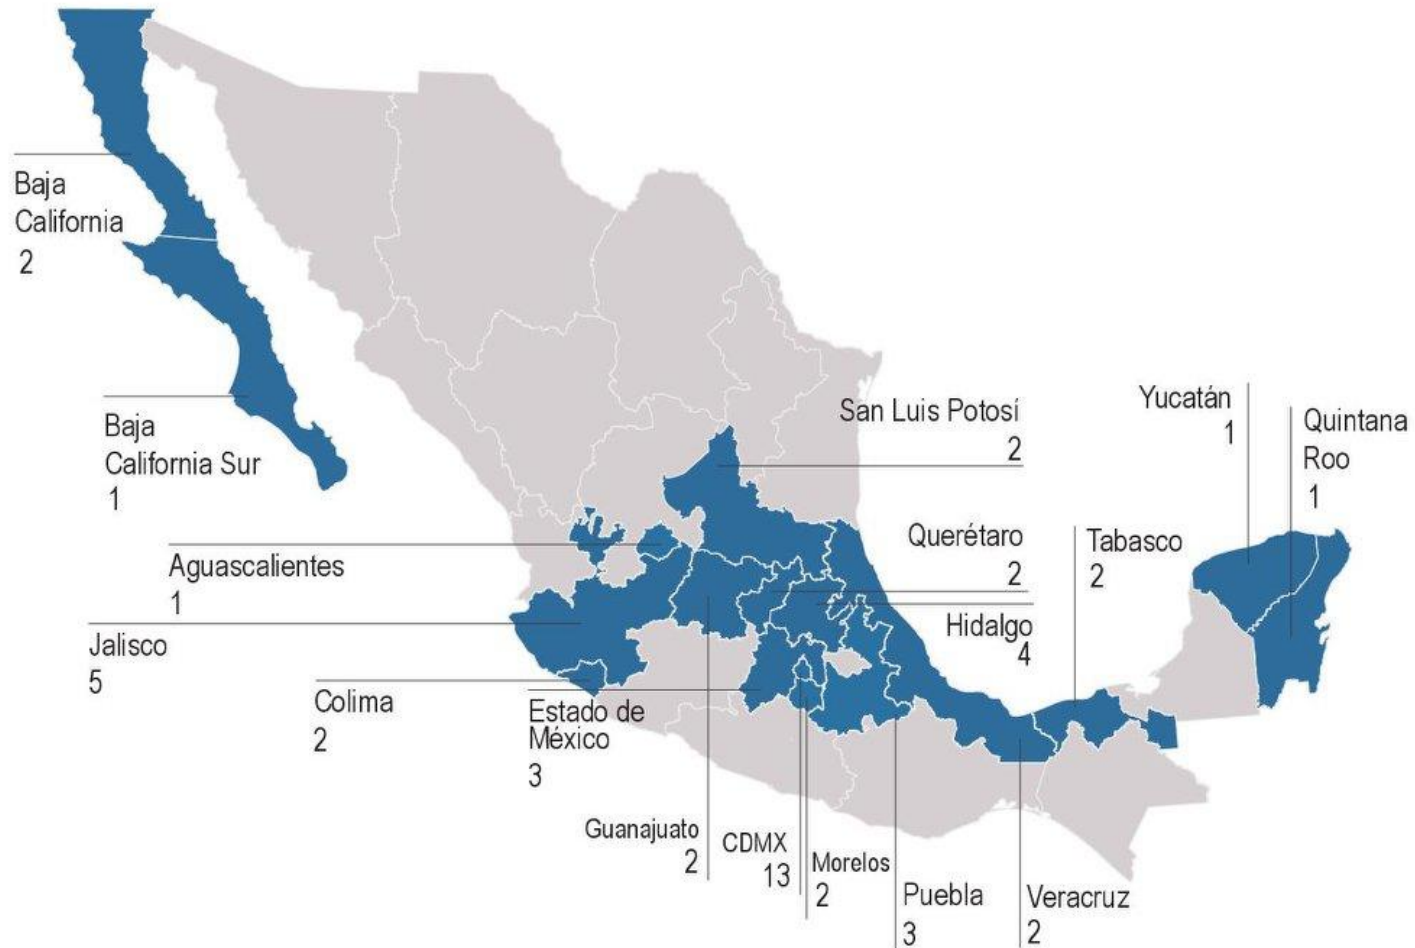 Baja
California
2
Baja
California Sur
1
Aguascalientes
1
Jalisco
5
Colima
2
Estado de
México
3
Guanajuato
2
CDMX
13
Morelos
2
Puebla
3
Veracruz
2
San Luis Potosí
2
Querétaro
2
Hidalgo
4
Tabasco
2
Yucatán
1
Quintana
Roo
1